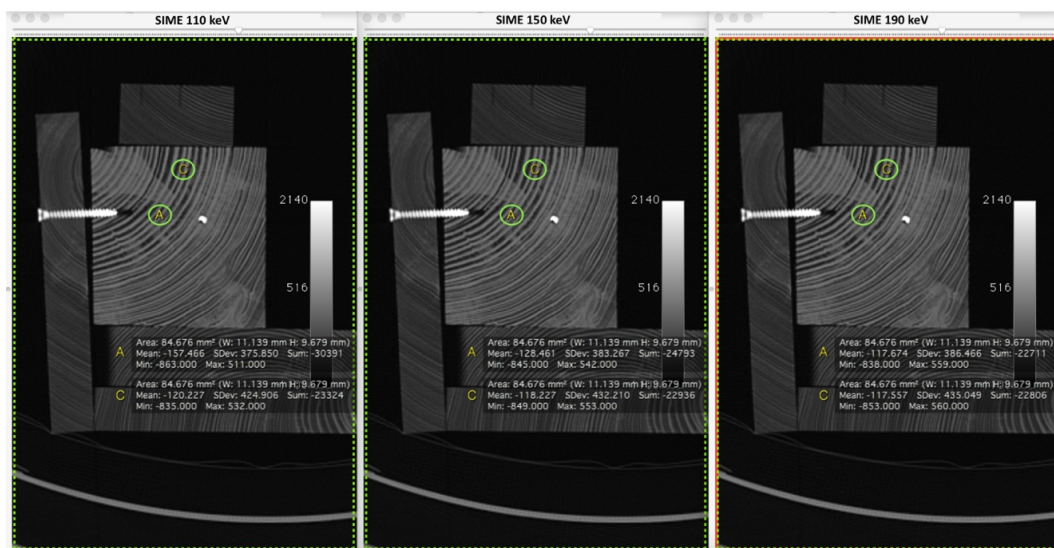 SIME 110 keV
C
A
2140
516
A
Area: 84.676 mm² (W: 11.139 mm H: 9.679 mm)
Mean: -157.466 SDev: 375.850 Sum: -30391
Min: -863.000 Max: 511.000
C
Area: 84.676 mm² (W: 11.139 mm H: 9.679 mm)
Mean: -120.227 SDev: 424.906 Sum: -23324
Min: -835.000 Max: 532.000
SIME 150 keV
C
A
2140
516
A
Area: 84.676 mm² (W: 11.139 mm H: 9.679 mm)
Mean: -128.461 SDev: 383.267 Sum: -24793
Min: -845.000 Max: 542.000
C
Area: 84.676 mm² (W: 11.139 mm H: 9.679 mm)
Mean: -118.227 SDev: 432.210 Sum: -22936
Min: -849.000 Max: 553.000
SIME 190 keV
C
A
2140
516
A
Area: 84.676 mm² (W: 11.139 mm H: 9.679 mm)
Mean: -117.674 SDev: 386.466 Sum: -22711
Min: -838.000 Max: 559.000
C
Area: 84.676 mm² (W: 11.139 mm H: 9.679 mm)
Mean: -117.557 SDev: 435.049 Sum: -22806
Min: -853.000 Max: 560.000